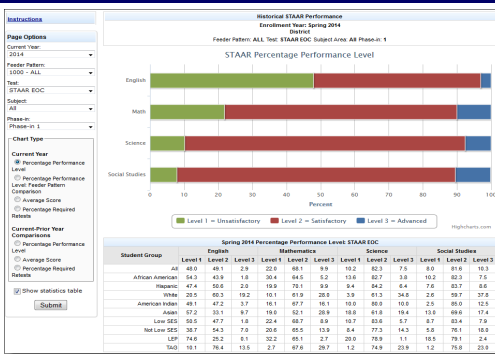 Instructions
Page Options
Current Year:
2014
Feeder Pattern:
1000 - ALL
Test:
STAAR EOC
Subject:
All
Phase-in:
Phase-in 1
Chart Type
Current Year
Percentage Performance
Level
Percentage Performance
Level: Feeder Pattern
Comparison
Average Score
Percentage Required
Retests
Current-Prior Year
Comparisons
Percentage Performance
Level
Average Score
Percentage Required
Retests
Show statistics table
Submit
Historical STAAR Performance
Enrollment Year: Spring 2014
District
Feeder Pattern: ALL Test: STAAR EOC Subject Area: All Phase-in: 1
STAAR Percentage Performance Level
English
Math
Science
Social Studies
0 10 20 30 40 50 60 70 80 90 100
Percent
Level 1 = Unsatisfactory Level 2 = Satisfactory Level 3 = Advanced
Highcharts.com
Spring 2014 Percentage Performance Level: STAAR EOC
Student Group English Mathematics Science Social Studies
Level 1 Level 2 Level 3 Level 1 Level 2 Level 3 Level 1 Level 2 Level 3 Level 1 Level 2 Level 3
All 48.0 49.1 2.9 22.0 68.1 9.9 10.2 82.3 7.5 8.0 81.6 10.3
African American 54.3 43.9 1.8 30.4 64.5 5.2 13.6 82.7 3.8 10.2 82.3 7.5
Hispanic 47.4 50.6 2.0 19.9 70.1 9.9 9.4 84.2 6.4 7.6 83.7 8.6
White 20.5 60.3 19.2 10.1 61.9 28.0 3.9 61.3 34.8 2.6 59.7 37.6
American Indian 49.1 47.2 3.7 16.1 67.7 16.1 10.0 80.0 10.0 2.5 85.0 12.5
Asian 57.2 33.1 9.7 19.0 52.1 28.9 18.8 61.8 19.4 13.0 69.6 17.4
Low SES 50.5 47.7 1.8 22.4 68.7 8.9 10.7 83.6 5.7 8.7 83.4 7.9
Not Low SES 38.7 54.3 7.0 20.6 65.5 13.9 8.4 77.3 14.3 5.8 76.1 18.0
LEP 74.6 25.2 0.1 32.2 65.1 2.7 20.0 78.9 1.1 18.5 79.1 2.4
TAG 10.1 76.4 13.5 2.7 67.6 29.7 1.2 74.9 23.9 1.2 75.8 23.0